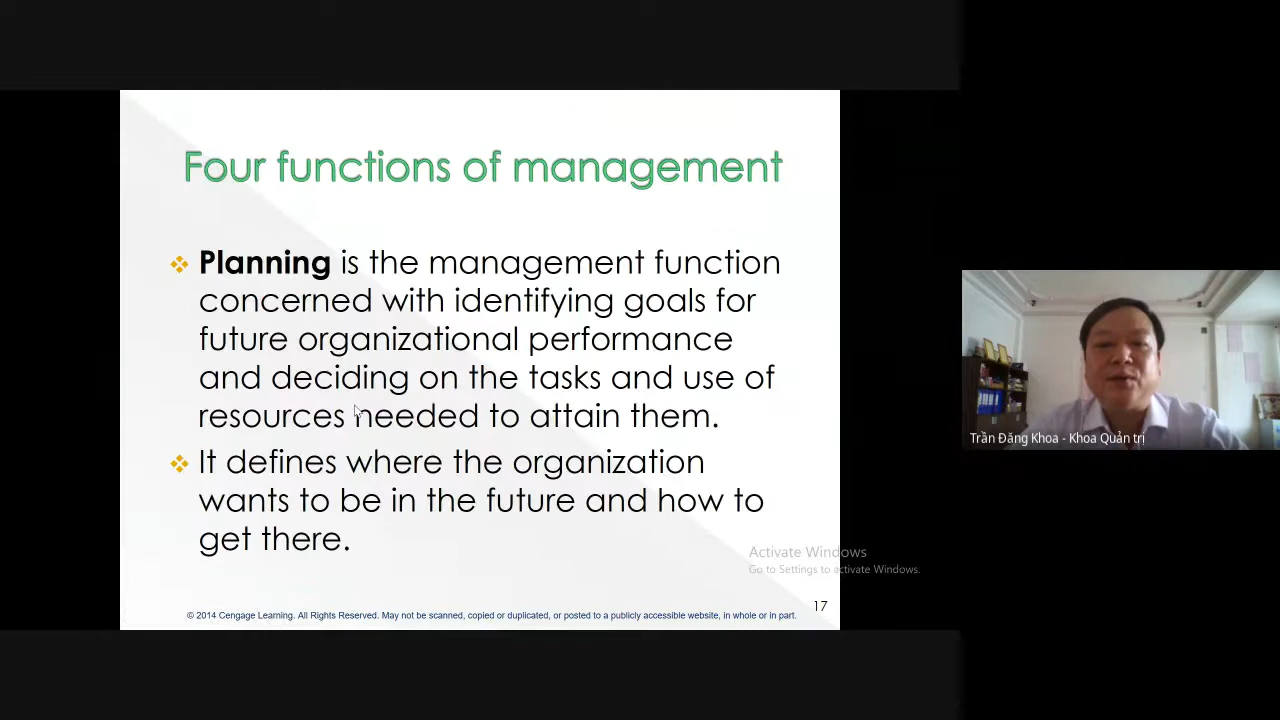 Four functions of management
❖ Planning is the management function
concerned with identifying goals for
future organizational performance
and deciding on the tasks and use of
resources needed to attain them.
❖ It defines where the organization
wants to be in the future and how to
get there.
Activate Windows
Go to Settings to activate Windows.
17
© 2014 Cengage Learning. All Rights Reserved. May not be scanned, copied or duplicated, or posted to a publicly accessible website, in whole or in part.
Trần Đăng Khoa - Khoa Quản trị